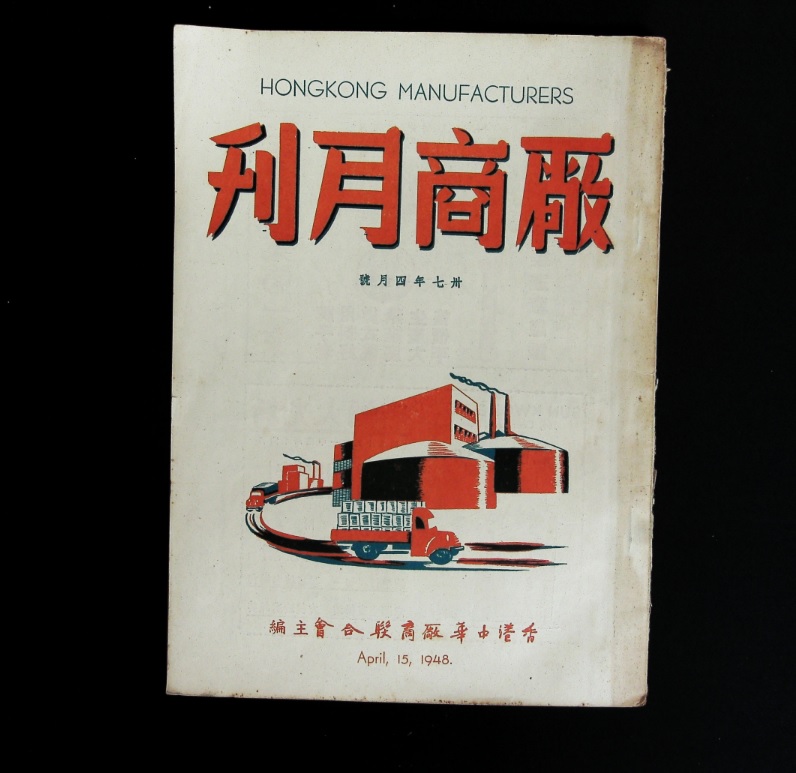 HONGKONG MANUFACTURERS
廠商月刊
卅七年四月號
香港中華廠商聯合會主編
April, 15, 1948.